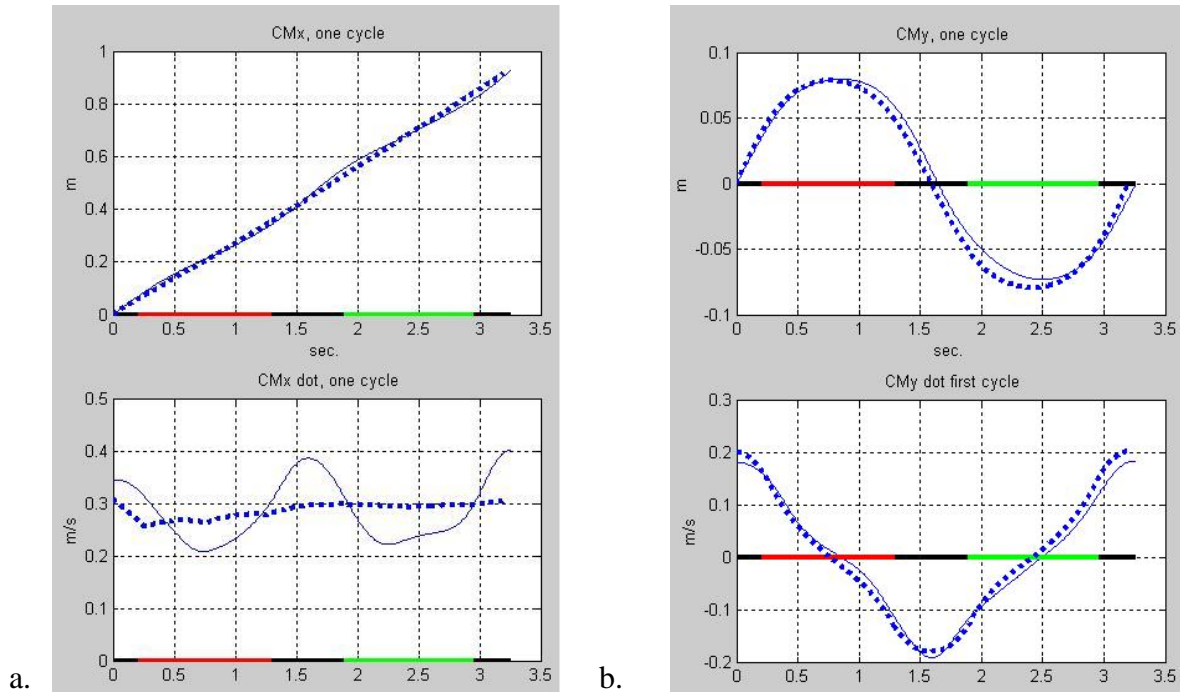 CMx, one cycle
1
0.8
0.6
0.4
0.2
0
m
0 0.5 1 1.5 2 2.5 3 3.5
sec.
CMx dot, one cycle
0.5
0.4
0.3
0.2
0.1
0
m/s
0 0.5 1 1.5 2 2.5 3 3.5
a.
CMy, one cycle
0.1
0.05
0
-0.05
-0.1
m
0 0.5 1 1.5 2 2.5 3 3.5
sec.
CMy dot first cycle
0.3
0.2
0.1
0
-0.1
-0.2
m/s
0 0.5 1 1.5 2 2.5 3 3.5
b.